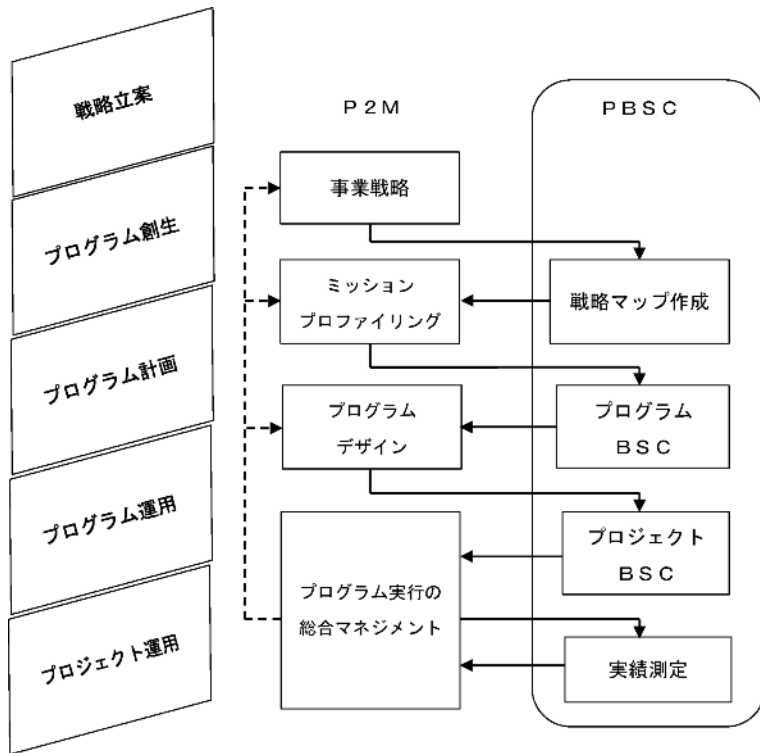 戦略立案
プログラム創生
プログラム計画
プログラム運用
プロジェクト運用
P2M
PBSC
事業戦略
ミッション
プロファイリング
戦略マップ作成
プログラム
デザイン
プログラム
BSC
プロジェクト
BSC
プログラム実行の
総合マネジメント
実績測定